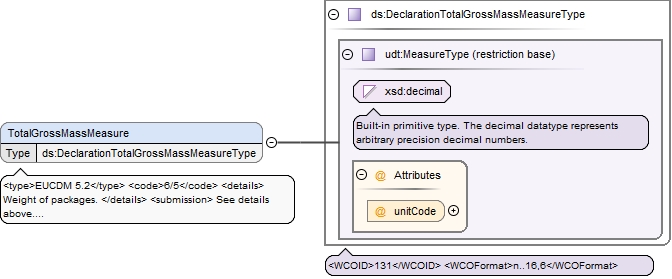 ds:DeclarationTotalGrossMassMeasureType
udt:MeasureType (restriction base)
xsd:decimal
Built-in primitive type. The decimal datatype represents
arbitrary precision decimal numbers.
TotalGrossMassMeasure
Type ds:DeclarationTotalGrossMassMeasureType
<type>EUCDM 5.2</type> <code>6/5</code> <details>
Weight of packages. </details> <submission> See details
above....
@ Attributes
@ unitCode
<WCOID>131</WCOID> <WCOFormat>n..16,6</WCOFormat>